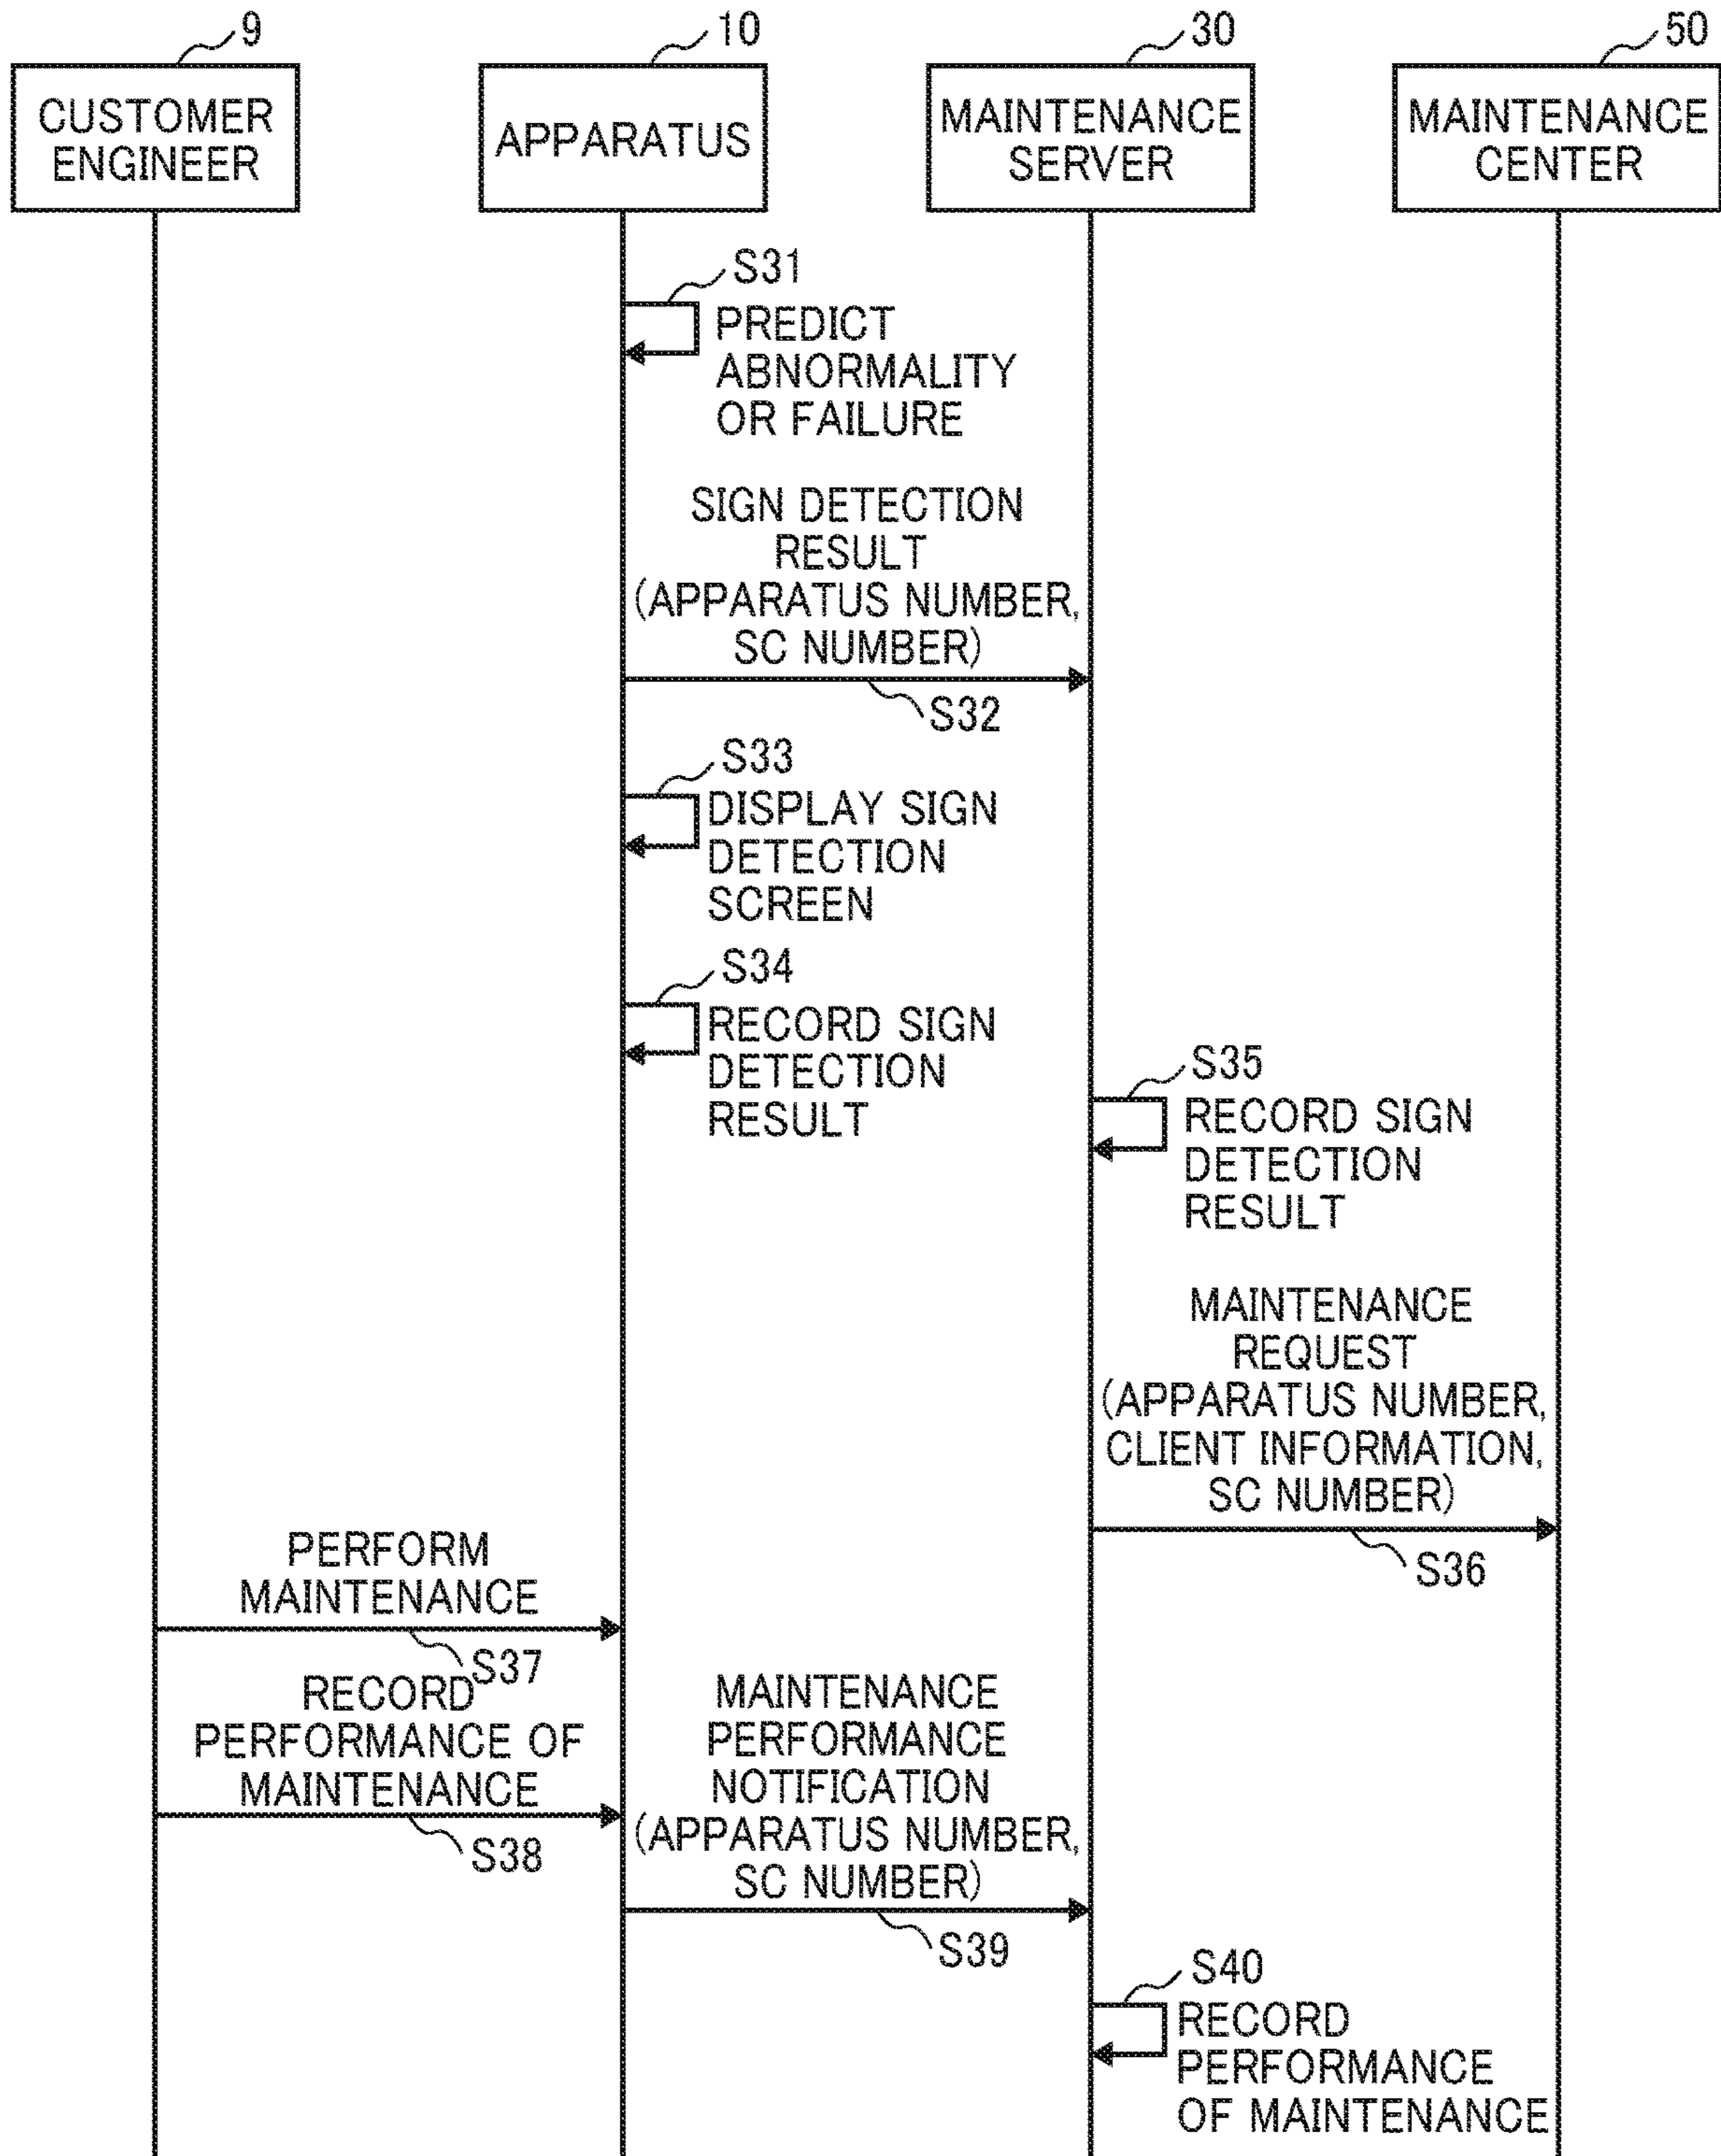 9
10
30
50
CUSTOMER
ENGINEER
APPARATUS
MAINTENANCE
SERVER
MAINTENANCE
CENTER
S31
PREDICT
ABNORMALITY
OR FAILURE
SIGN DETECTION
RESULT
(APPARATUS NUMBER,
SC NUMBER)
S32
S33
DISPLAY SIGN
DETECTION
SCREEN
S34
RECORD SIGN
DETECTION
RESULT
S35
RECORD SIGN
DETECTION
RESULT
MAINTENANCE
REQUEST
(APPARATUS NUMBER,
CLIENT INFORMATION,
SC NUMBER)
S36
PERFORM
MAINTENANCE
S37
RECORD
PERFORMANCE OF
MAINTENANCE
S38
MAINTENANCE
PERFORMANCE
NOTIFICATION
(APPARATUS NUMBER,
SC NUMBER)
S39
S40
RECORD
PERFORMANCE
OF MAINTENANCE